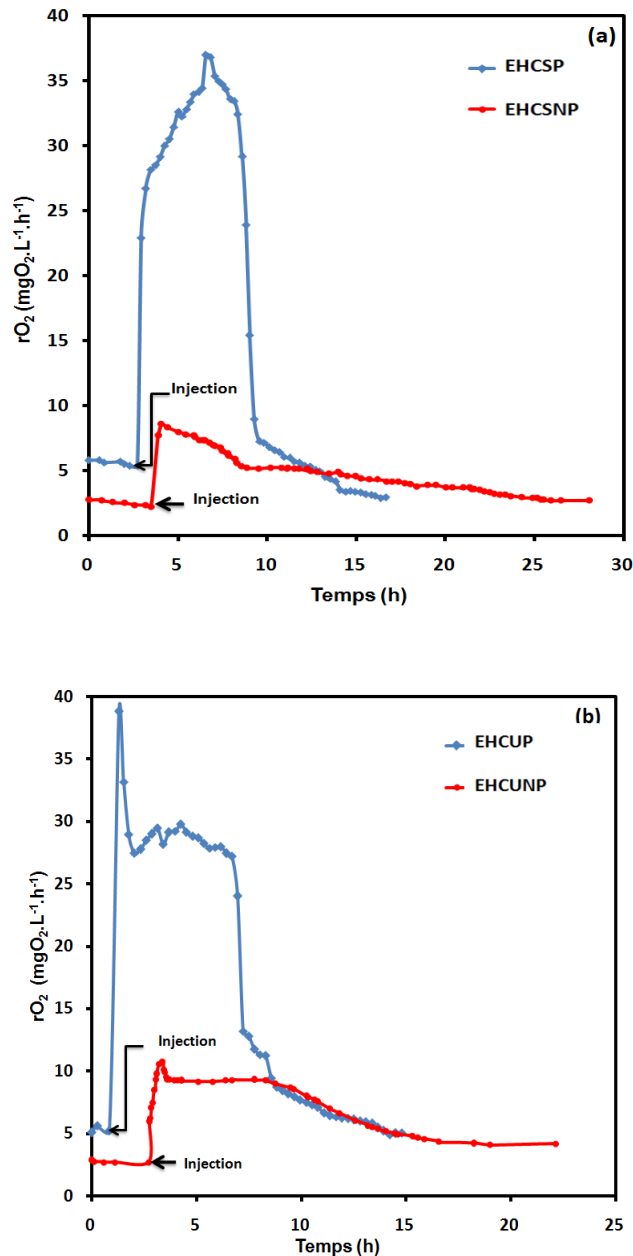 (a)
40
35
30
25
20
15
10
5
0
rO₂ (mgO₂.L⁻¹.h⁻¹)
EHCSP
EHCSNP
Injection
Injection
0 5 10 15 20 25 30
Temps (h)
(b)
40
35
30
25
20
15
10
5
0
rO₂ (mgO₂.L⁻¹.h⁻¹)
EHCUP
EHCUNP
Injection
Injection
0 5 10 15 20 25
Temps (h)